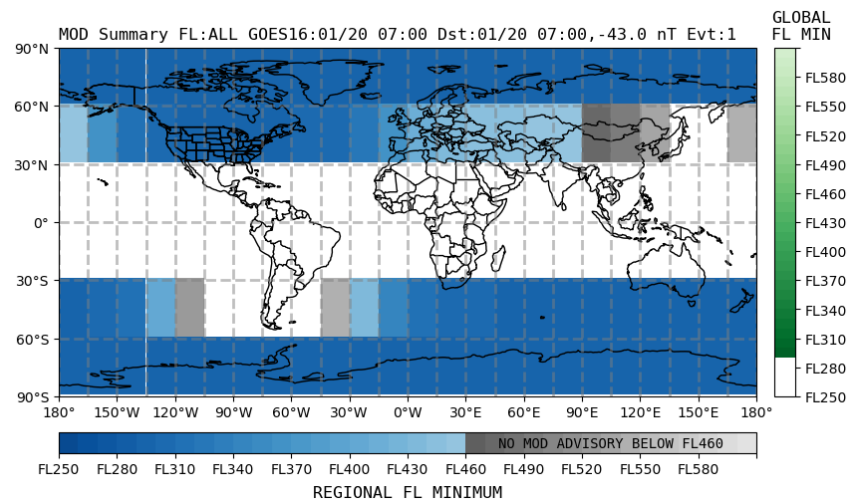 GLOBAL
FL MIN
MOD Summary FL:ALL GOES16:01/20 07:00 Dst:01/20 07:00,-43.0 nT Evt:1
90°N
60°N
30°N
0°
30°S
60°S
90°S
180°
150°W
120°W
90°W
60°W
30°W
0°W
30°E
60°E
90°E
120°E
150°E
180°
FL580
FL550
FL520
FL490
FL460
FL430
FL400
FL370
FL340
FL310
FL280
FL250
NO MOD ADVISORY BELOW FL460
FL250
FL280
FL310
FL340
FL370
FL400
FL430
FL460
FL490
FL520
FL550
FL580
REGIONAL FL MINIMUM